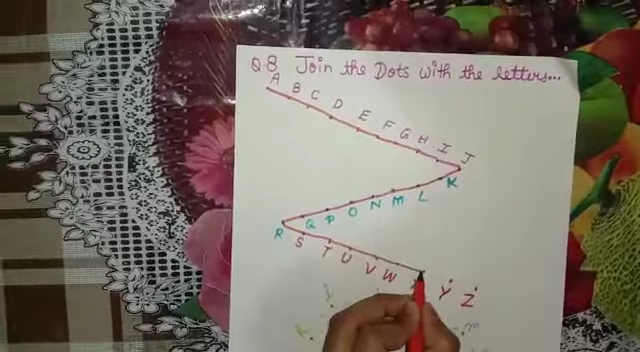 Q8 Join the Dots with the letters...
A B C D E F G H I J
K
R Q P O N M L
S T U V W
Y Z